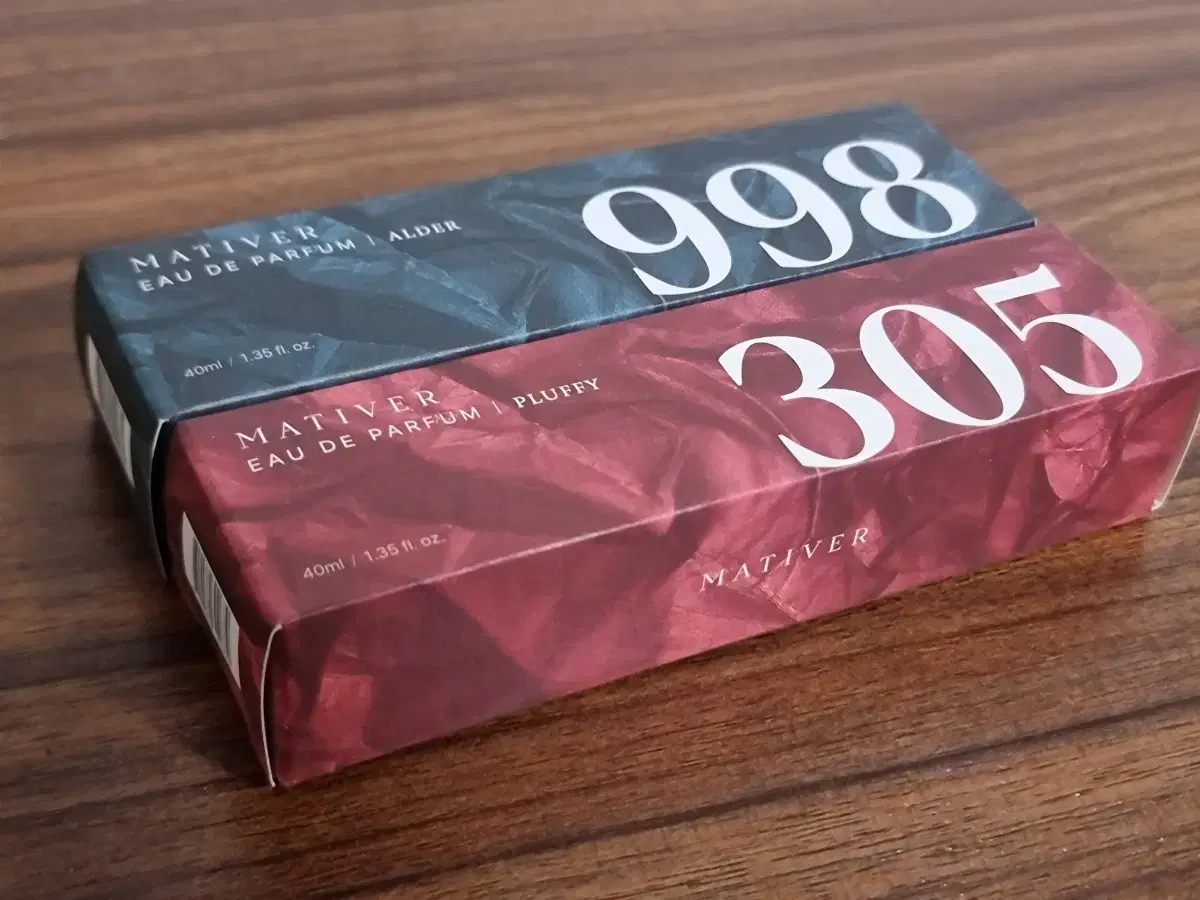 MATIVER
EAU DE PARFUM | ALDER
998
40ml / 1.35 fl. oz.
MATIVER
EAU DE PARFUM | PLUFFY
305
40ml / 1.35 fl. oz.
MATIVER